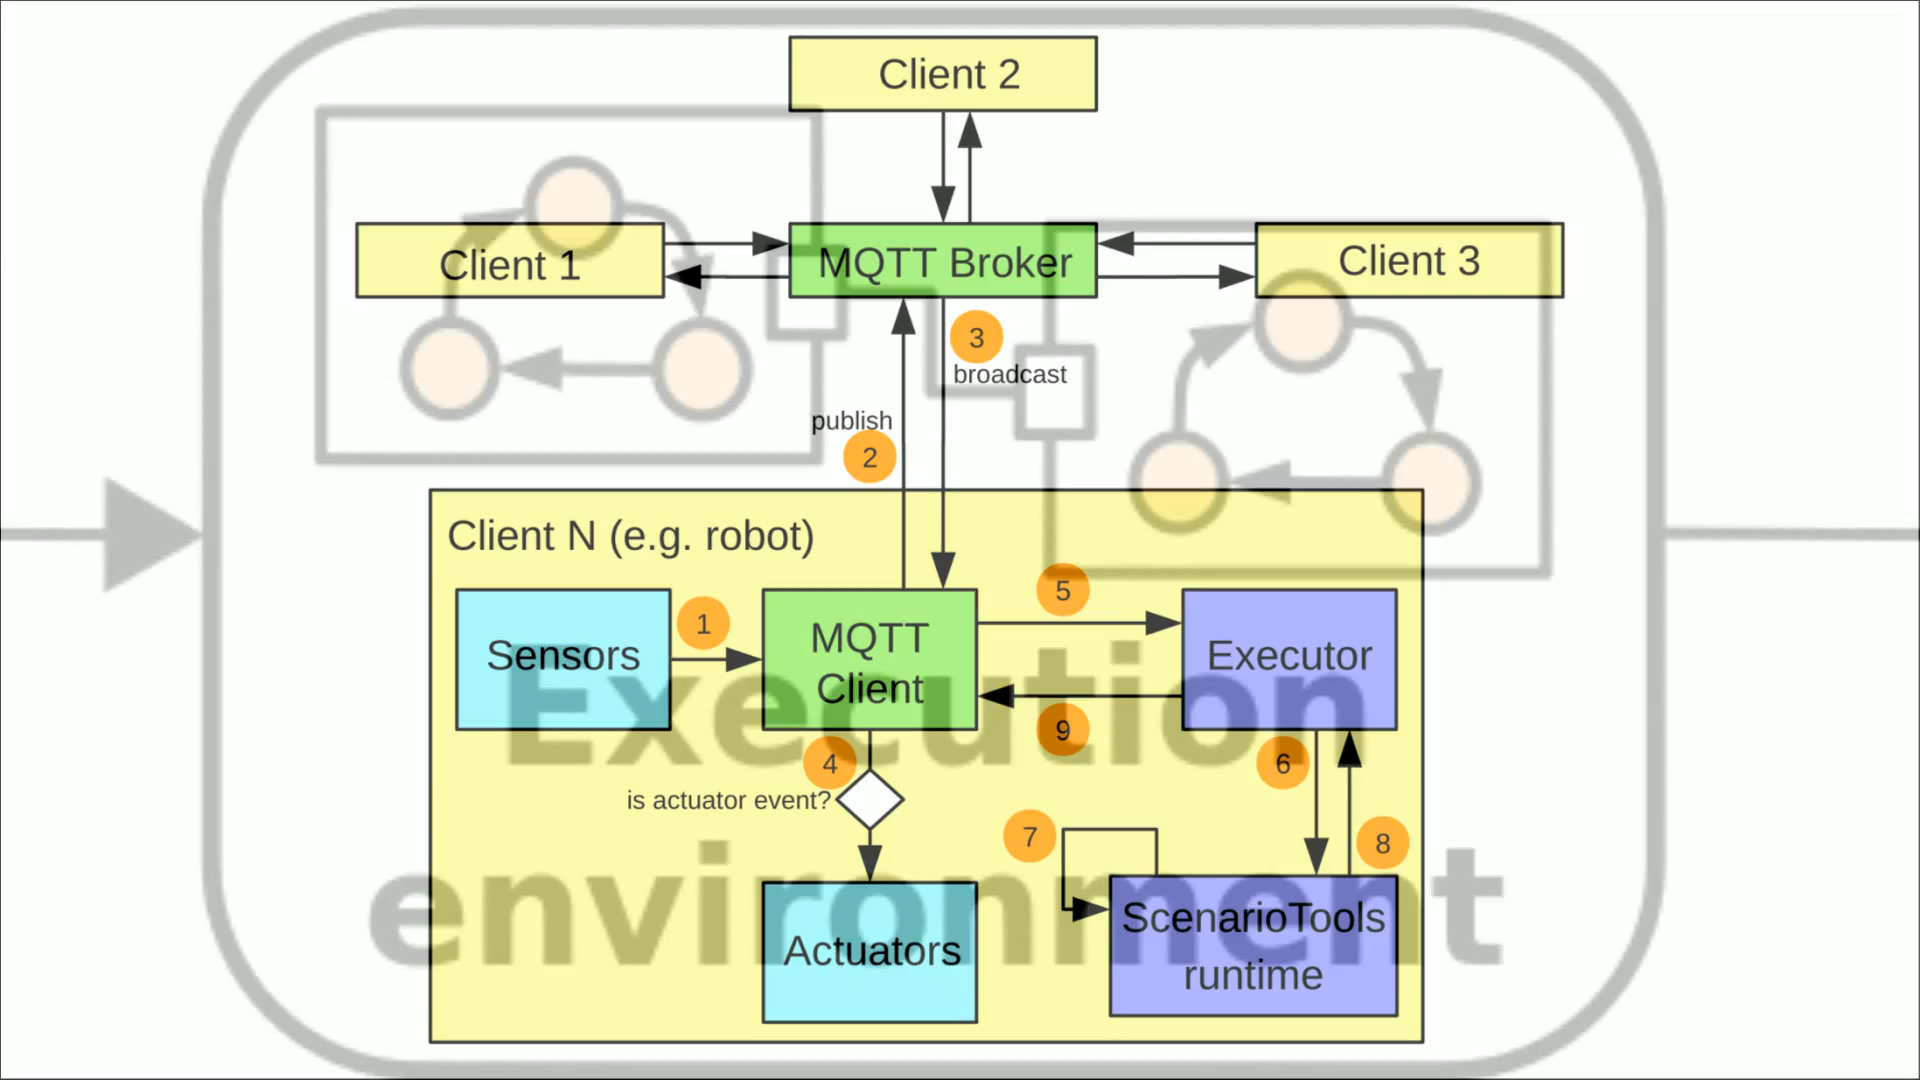 Client 2
Client 1
MQTT Broker
Client 3
3
broadcast
publish
2
Client N (e.g. robot)
Sensors
1
MQTT
Client
5
Executor
9
4
6
is actuator event?
7
8
Actuators
ScenarioTools
runtime
Execution
environment